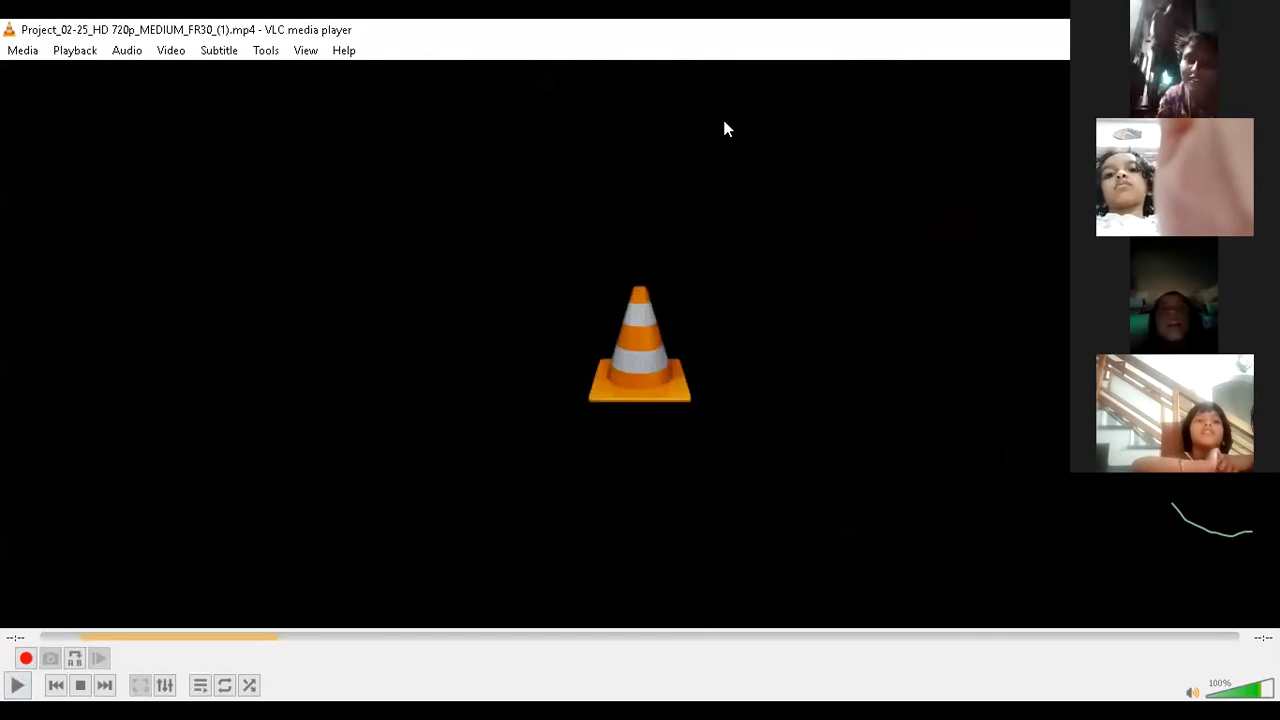 Project_02-25_HD 720p_MEDIUM_FR30_(1).mp4 - VLC media player
Media Playback Audio Video Subtitle Tools View Help
--:-- --:--
A B
100%